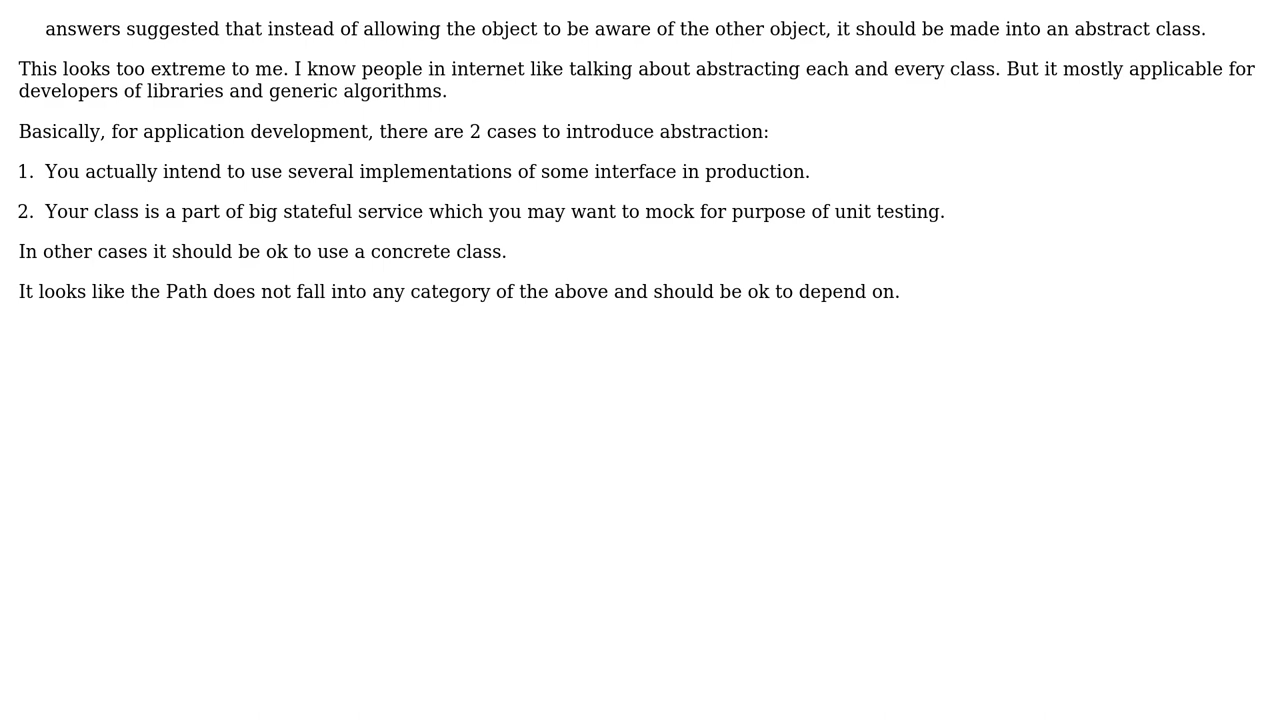 answers suggested that instead of allowing the object to be aware of the other object, it should be made into an abstract class.
This looks too extreme to me. I know people in internet like talking about abstracting each and every class. But it mostly applicable for
developers of libraries and generic algorithms.
Basically, for application development, there are 2 cases to introduce abstraction:
1. You actually intend to use several implementations of some interface in production.
2. Your class is a part of big stateful service which you may want to mock for purpose of unit testing.
In other cases it should be ok to use a concrete class.
It looks like the Path does not fall into any category of the above and should be ok to depend on.